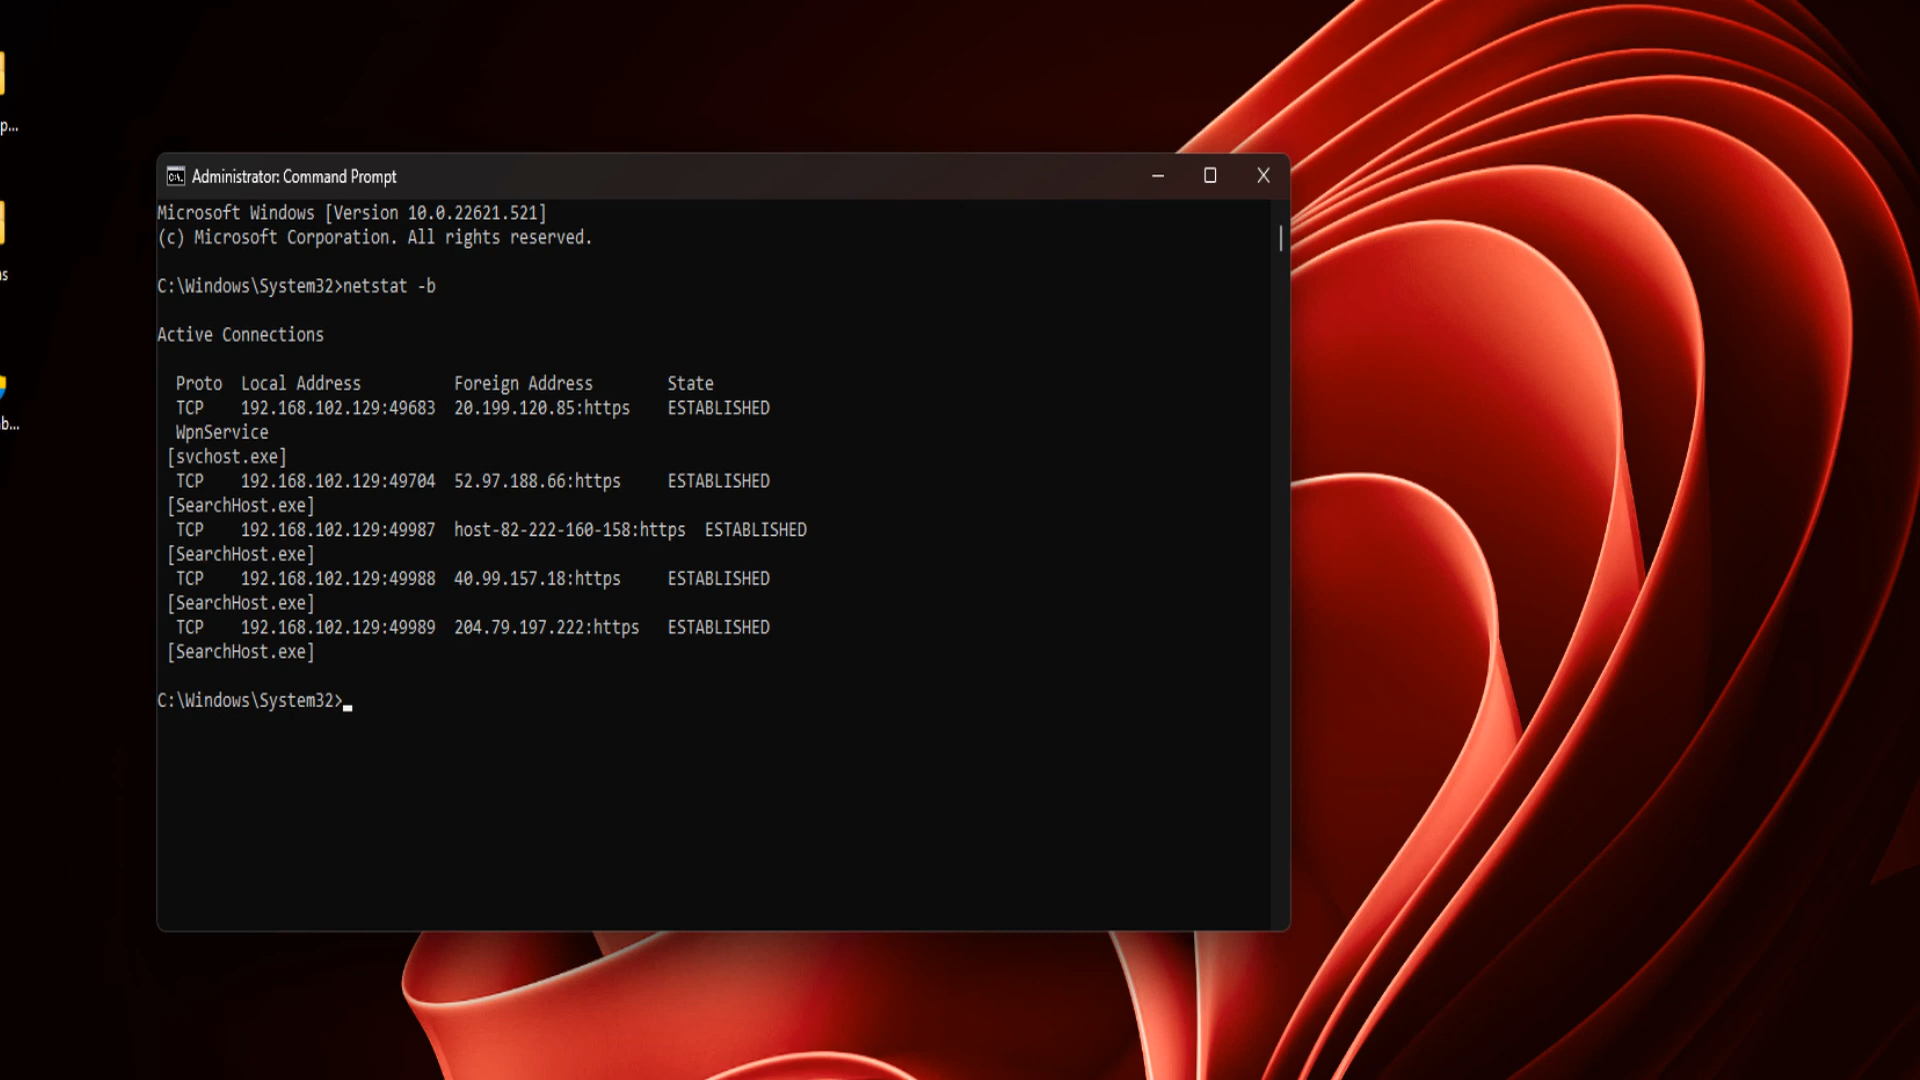 p...
s
b...
Administrator: Command Prompt
Microsoft Windows [Version 10.0.22621.521]
(c) Microsoft Corporation. All rights reserved.
C:\Windows\System32>netstat -b
Active Connections
Proto  Local Address          Foreign Address        State
TCP    192.168.102.129:49683  20.199.120.85:https    ESTABLISHED
WpnService
[svchost.exe]
TCP    192.168.102.129:49704  52.97.188.66:https     ESTABLISHED
[SearchHost.exe]
TCP    192.168.102.129:49987  host-82-222-160-158:https  ESTABLISHED
[SearchHost.exe]
TCP    192.168.102.129:49988  40.99.157.18:https     ESTABLISHED
[SearchHost.exe]
TCP    192.168.102.129:49989  204.79.197.222:https   ESTABLISHED
[SearchHost.exe]
C:\Windows\System32>